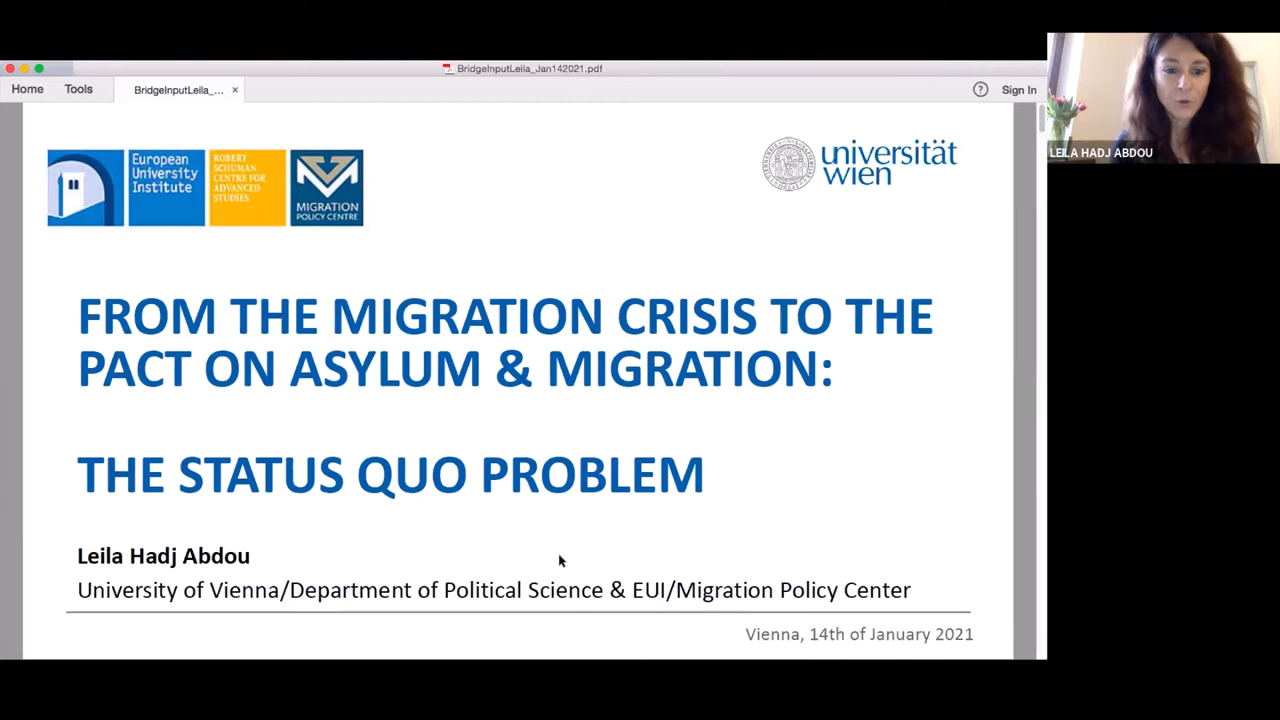 BridgeInputLeila_Jan142021.pdf
Home
Tools
BridgeInputLeila_...
×
?
Sign In
LEILA HADJ ABDOU
European
University
Institute
ROBERT
SCHUMAN
CENTRE FOR
ADVANCED
STUDIES
MIGRATION
POLICY CENTRE
universität
wien
FROM THE MIGRATION CRISIS TO THE
PACT ON ASYLUM & MIGRATION:
THE STATUS QUO PROBLEM
Leila Hadj Abdou
University of Vienna/Department of Political Science & EUI/Migration Policy Center
Vienna, 14th of January 2021